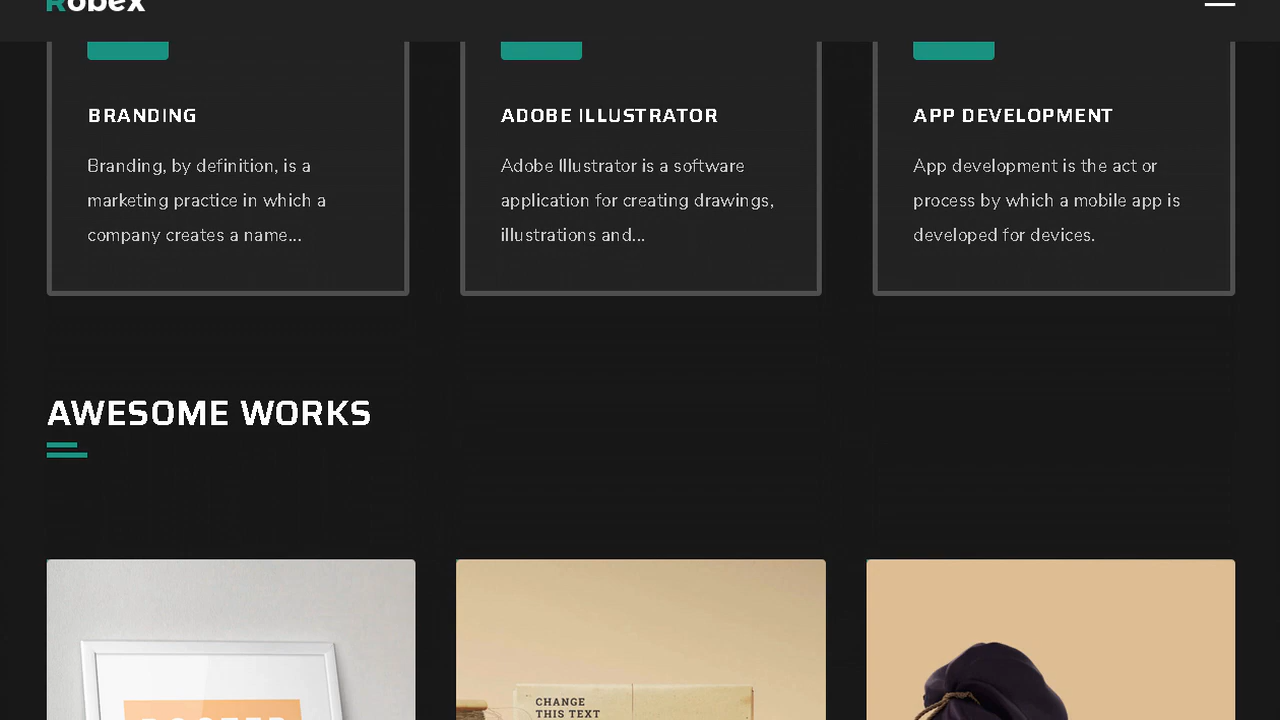 Robex
BRANDING
Branding, by definition, is a
marketing practice in which a
company creates a name...
ADOBE ILLUSTRATOR
Adobe Illustrator is a software
application for creating drawings,
illustrations and...
APP DEVELOPMENT
App development is the act or
process by which a mobile app is
developed for devices.
AWESOME WORKS
POSTER
CHANGE
THIS TEXT